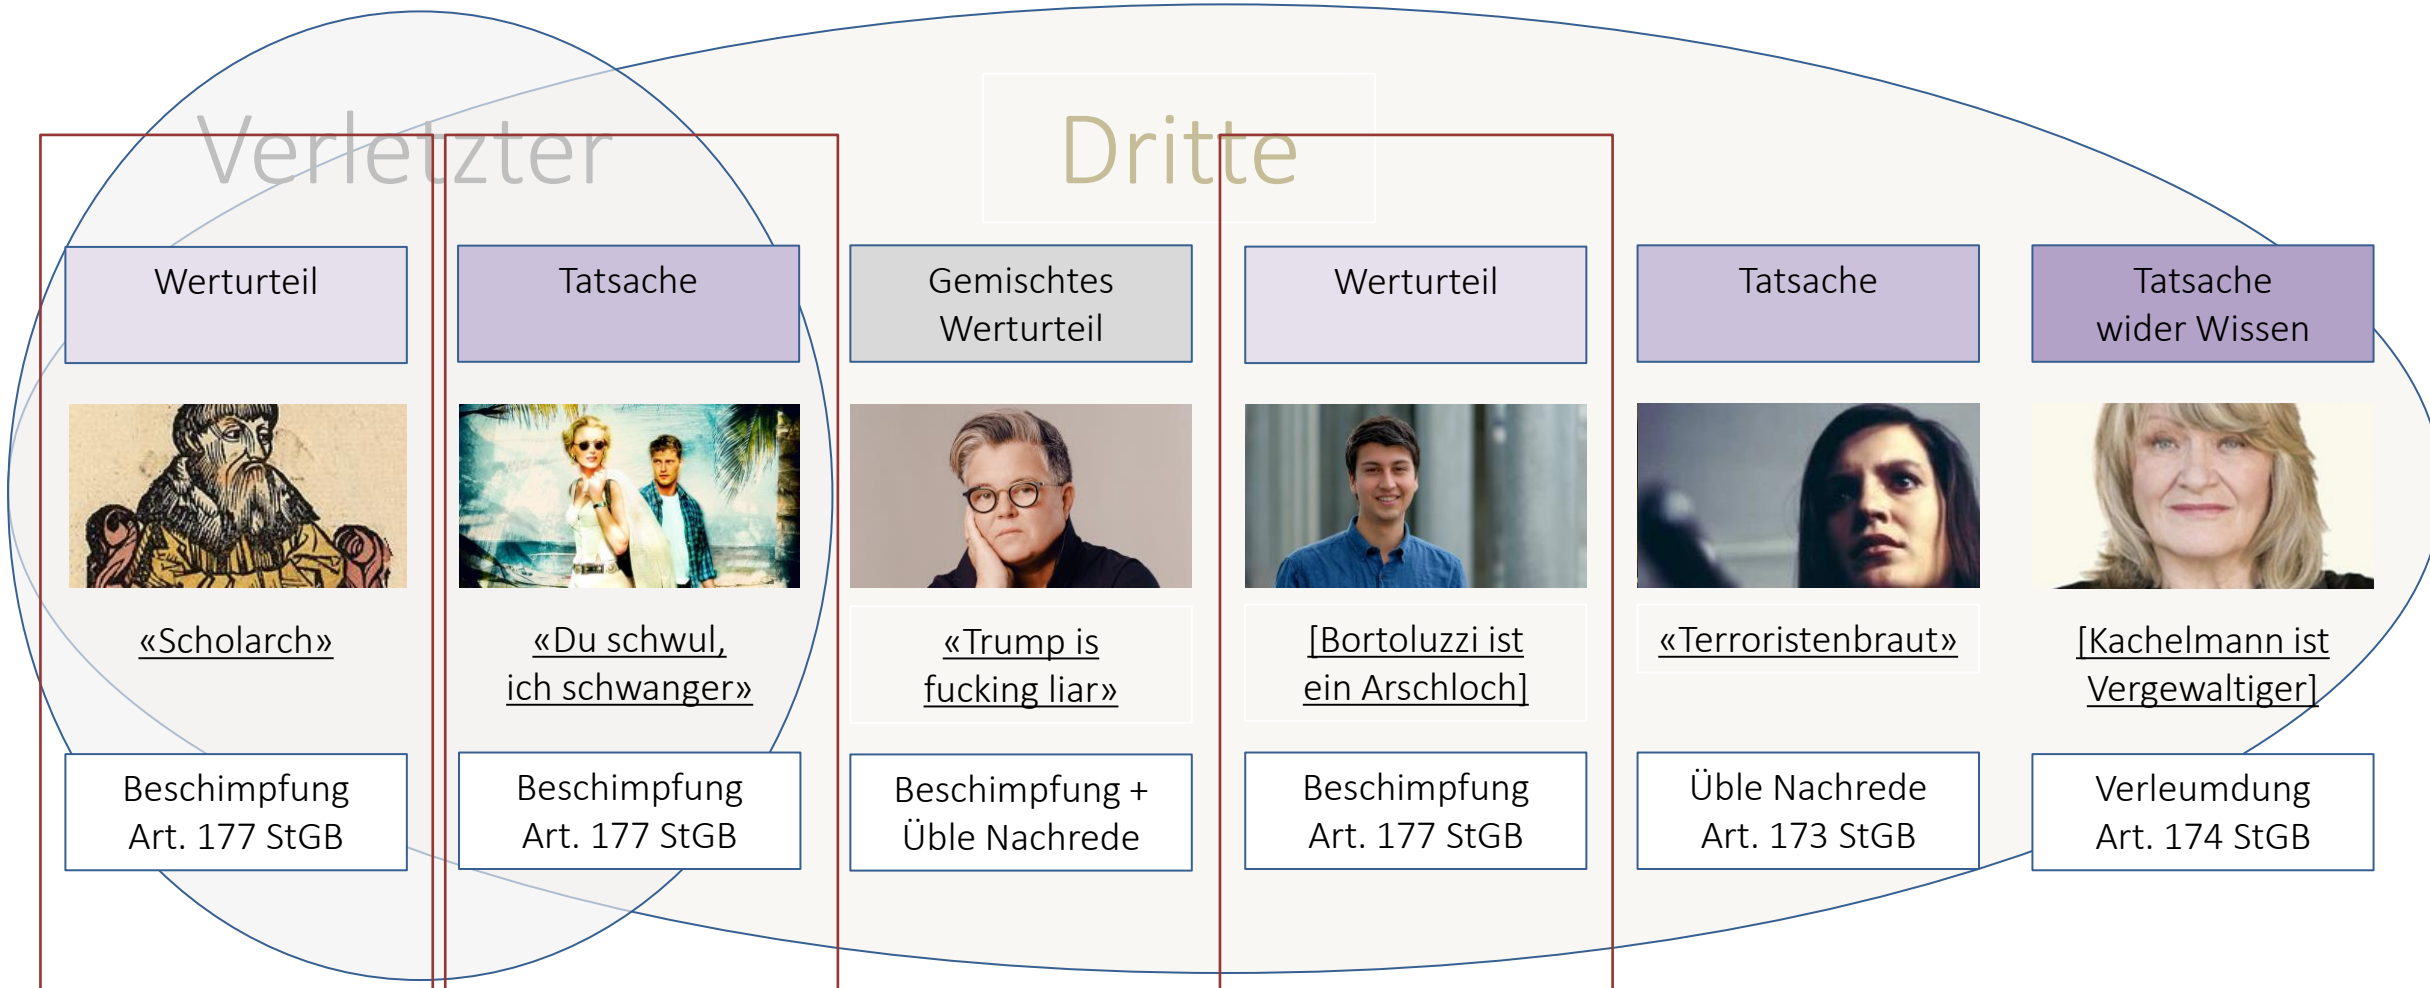 Verletzter
Dritte
Werturteil
Tatsache
Gemischtes
Werturteil
Werturteil
Tatsache
Tatsache
wider Wissen
«Scholarch»
«Du schwul,
ich schwanger»
«Trump is
fucking liar»
[Bortoluzzi ist
ein Arschloch]
«Terroristenbraut»
[Kachelmann ist
Vergewaltiger]
Beschimpfung
Art. 177 StGB
Beschimpfung
Art. 177 StGB
Beschimpfung +
Üble Nachrede
Beschimpfung
Art. 177 StGB
Üble Nachrede
Art. 173 StGB
Verleumdung
Art. 174 StGB